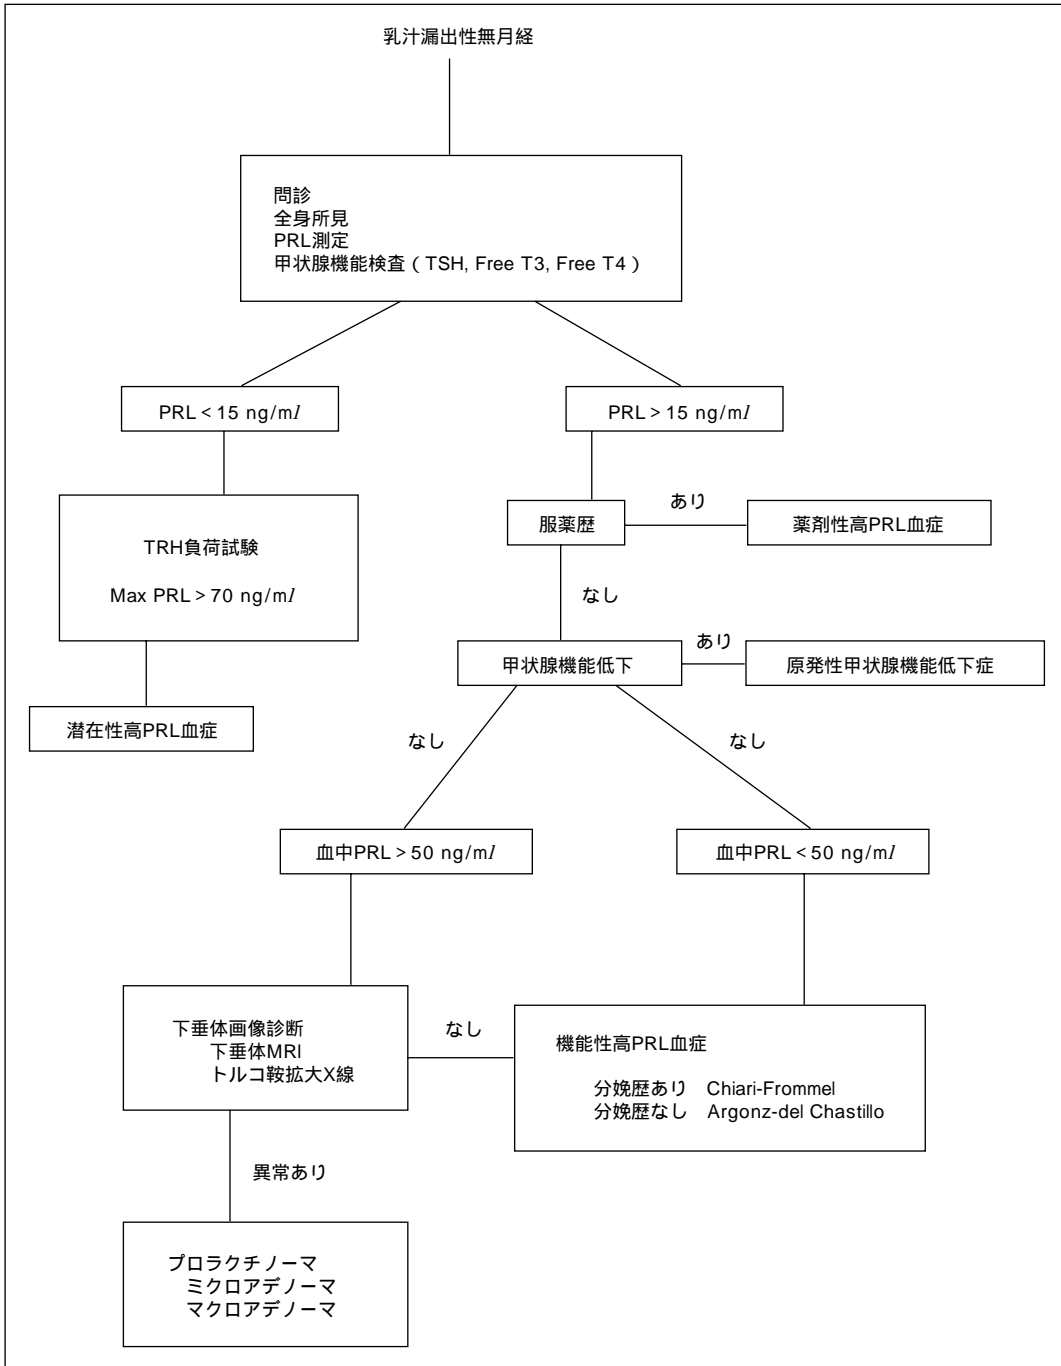 乳汁漏出性無月経
問診
全身所見
PRL測定
甲状腺機能検査（TSH, Free T3, Free T4）
PRL＜15 ng/ml
PRL＞15 ng/ml
TRH負荷試験
Max PRL＞70 ng/ml
服薬歴
あり
薬剤性高PRL血症
なし
甲状腺機能低下
あり
原発性甲状腺機能低下症
潜在性高PRL血症
なし
なし
血中PRL＞50 ng/ml
血中PRL＜50 ng/ml
下垂体画像診断
下垂体MRI
トルコ鞍拡大X線
なし
機能性高PRL血症
分娩歴あり　Chiari-Frommel
分娩歴なし　Argonz-del Chastillo
異常あり
プロラクチノーマ
ミクロアデノーマ
マクロアデノーマ